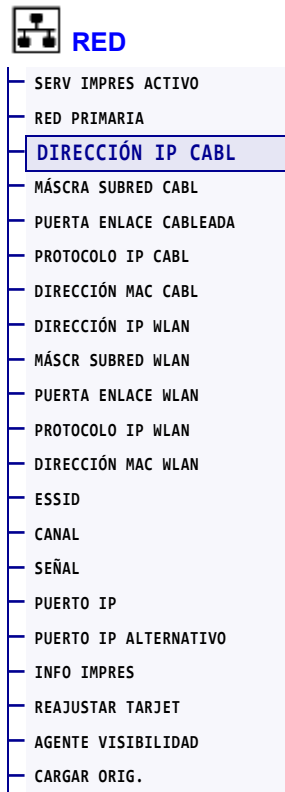 RED
SERV IMPRES ACTIVO
RED PRIMARIA
DIRECCIÓN IP CABL
MÁSCRA SUBRED CABL
PUERTA ENLACE CABLEADA
PROTOCOLO IP CABL
DIRECCIÓN MAC CABL
DIRECCIÓN IP WLAN
MÁSCR SUBRED WLAN
PUERTA ENLACE WLAN
PROTOCOLO IP WLAN
DIRECCIÓN MAC WLAN
ESSID
CANAL
SEÑAL
PUERTO IP
PUERTO IP ALTERNATIVO
INFO IMPRES
REAJUSTAR TARJET
AGENTE VISIBILIDAD
CARGAR ORIG.